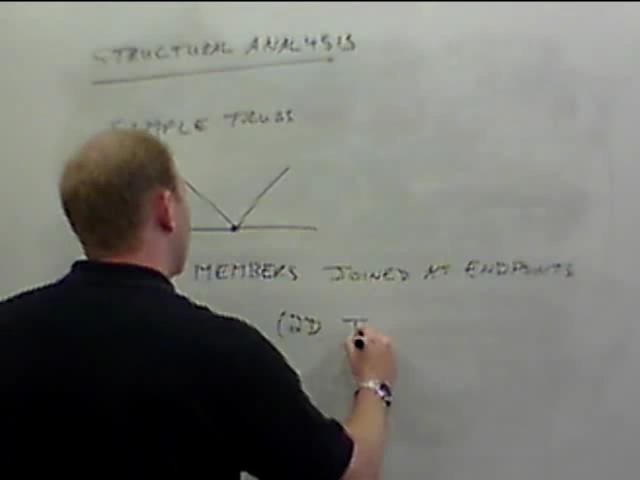 STRUCTURAL ANALYSIS
SIMPLE TRUSS
MEMBERS JOINED AT ENDPOINTS
(2D T